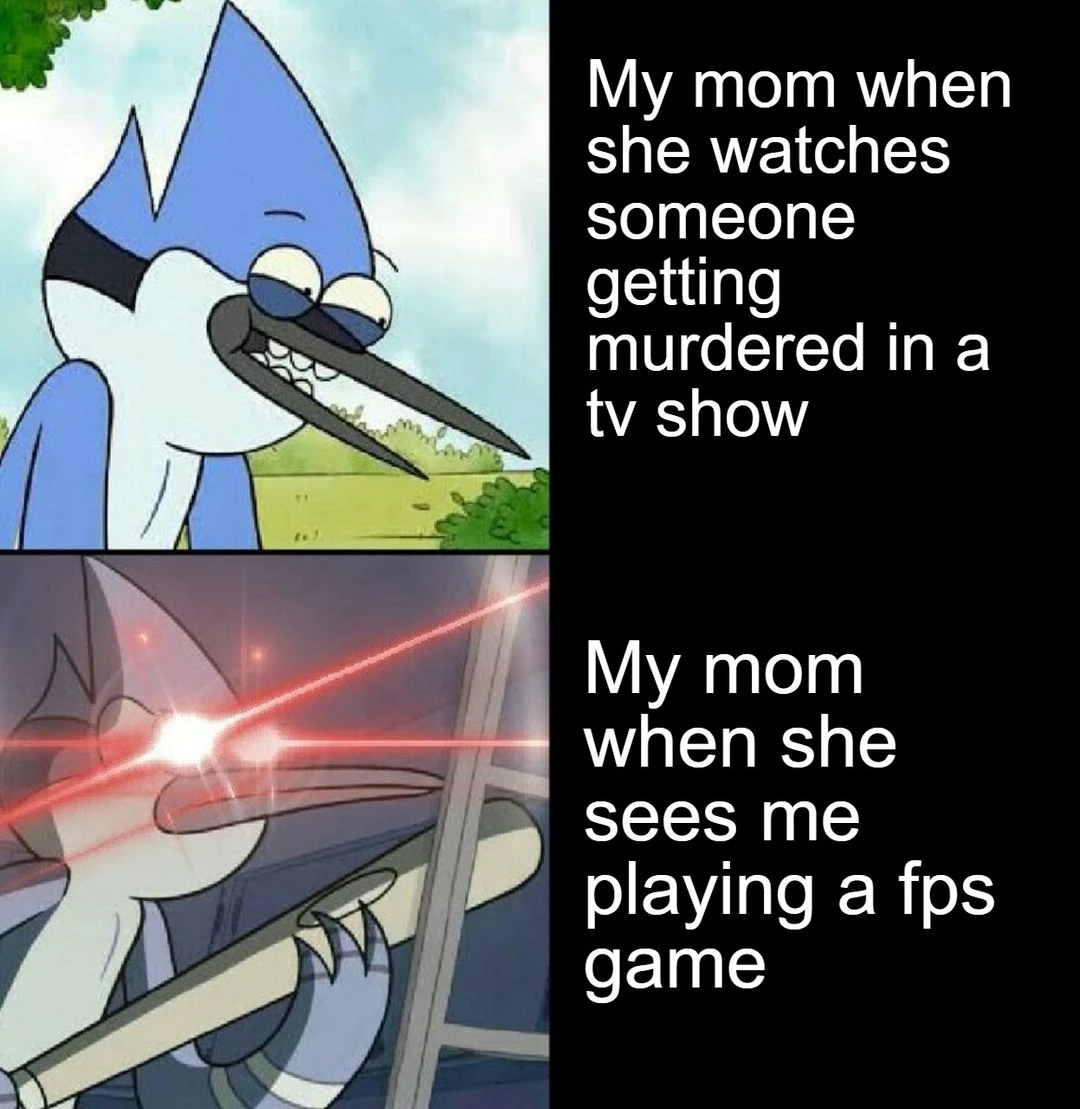 My mom when
she watches
someone
getting
murdered in a
tv show
My mom
when she
sees me
playing a fps
game